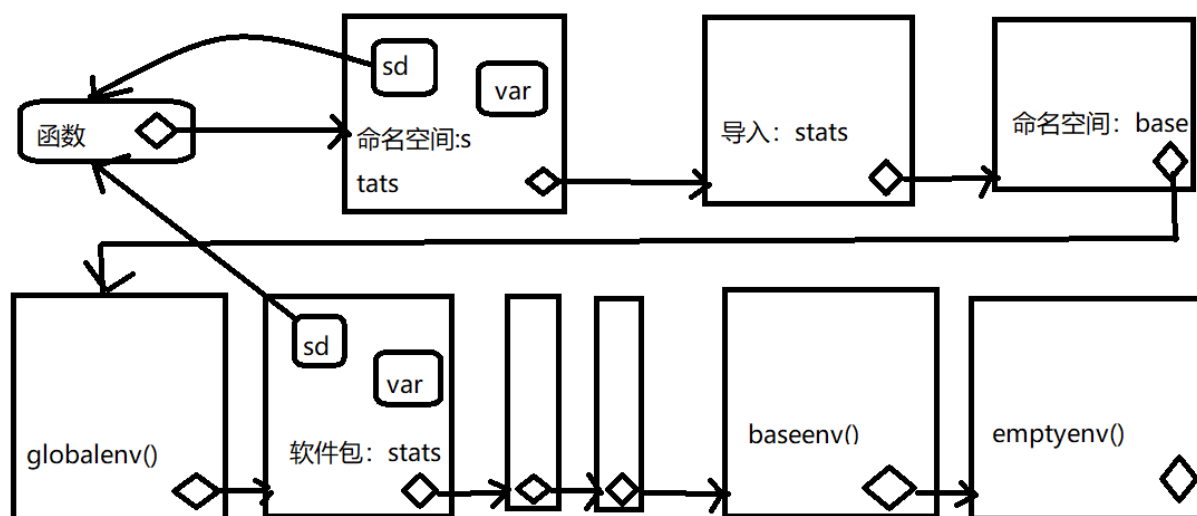 sd
var
函数
命名空间:s
tats
导入：stats
命名空间：base
sd
var
globalenv()
软件包：stats
baseenv()
emptyenv()